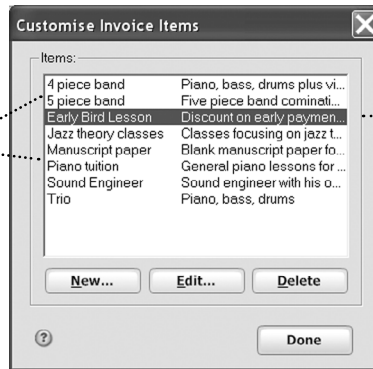 Customise Invoice Items
Items:
4 piece band Piano, bass, drums plus vi...
5 piece band Five piece band cominati...
Early Bird Lesson Discount on early paymen...
Jazz theory classes Classes focusing on jazz t...
Manuscript paper Blank manuscript paper fo...
Piano tuition General piano lessons for ...
Sound Engineer Sound engineer with his o...
Trio Piano, bass, drums
New... Edit... Delete
? Done